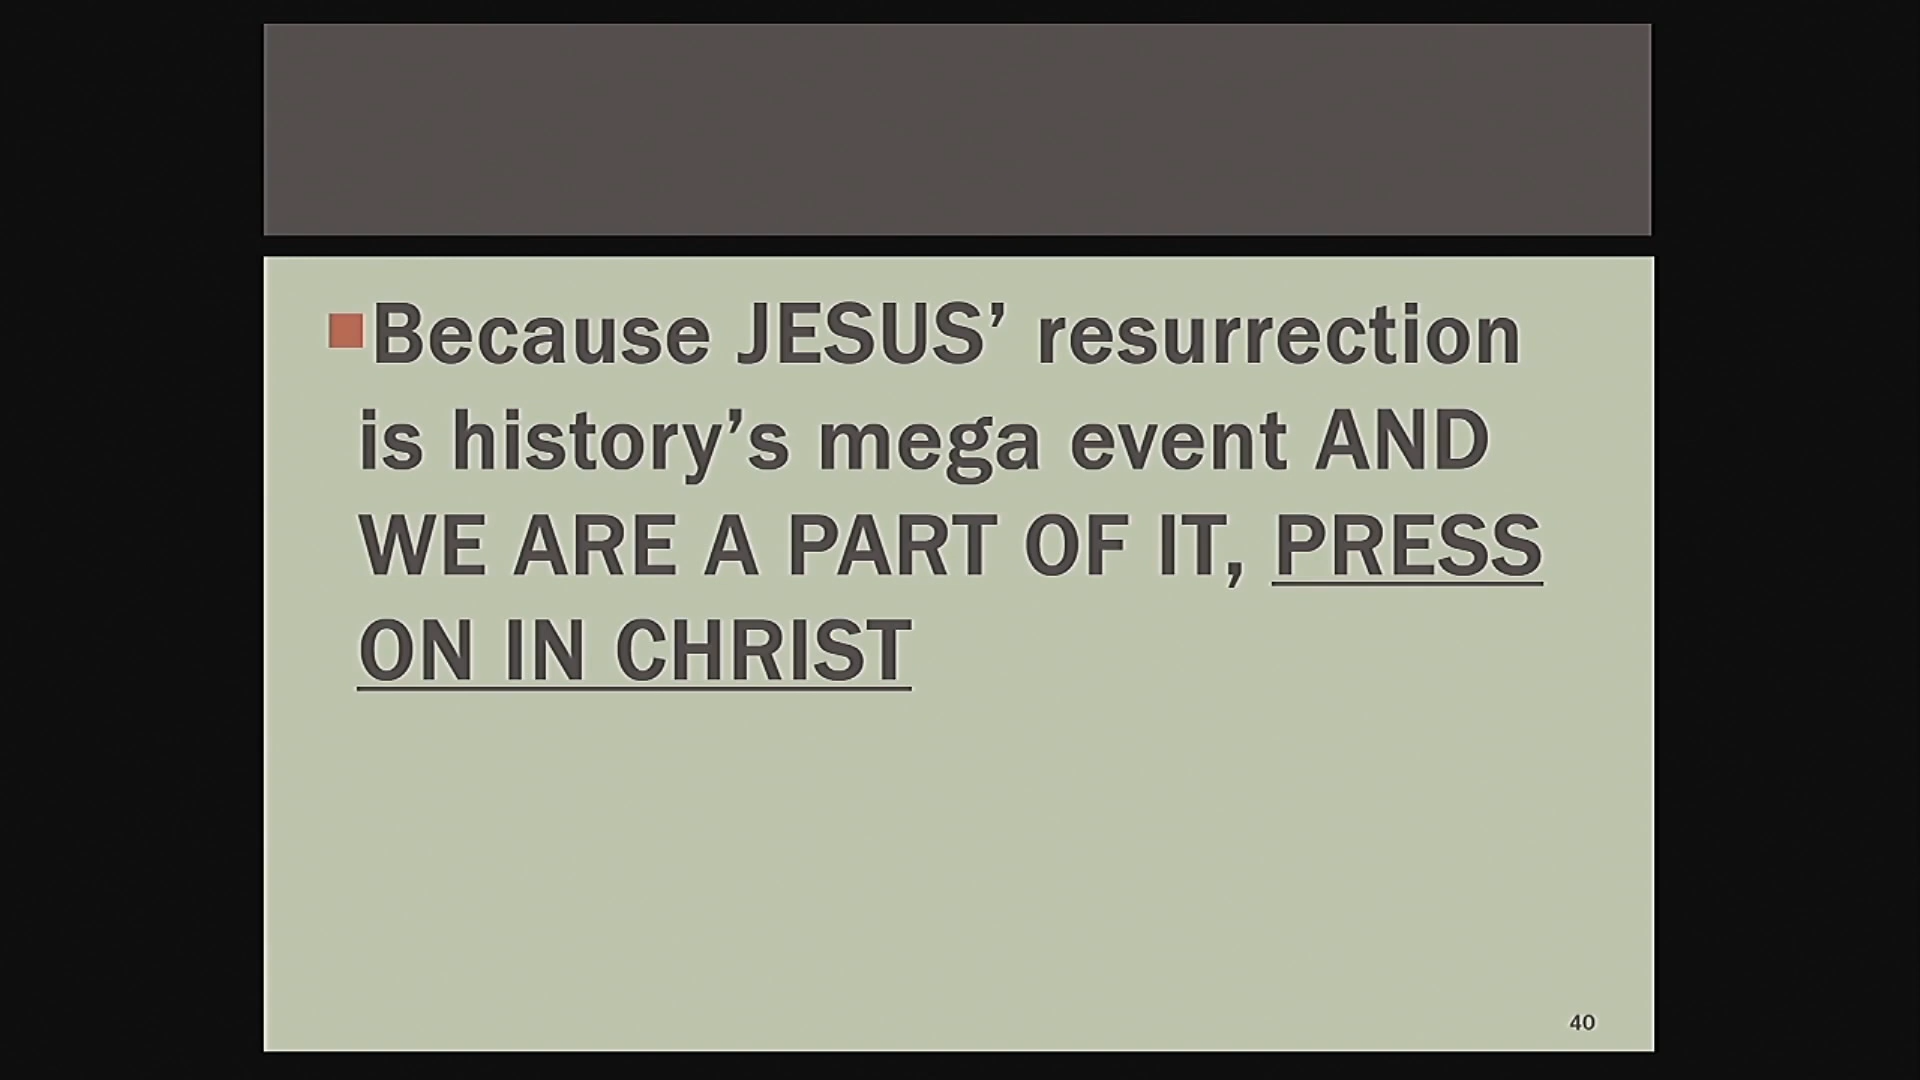 Because JESUS’ resurrection
is history’s mega event AND
WE ARE A PART OF IT, PRESS
ON IN CHRIST
40